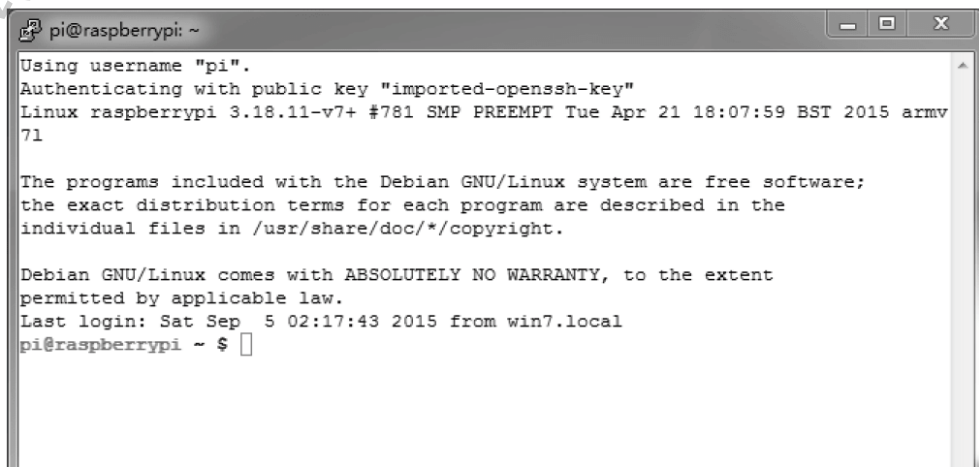 pi@raspberrypi: ~
Using username "pi".
Authenticating with public key "imported-openssh-key"
Linux raspberrypi 3.18.11-v7+ #781 SMP PREEMPT Tue Apr 21 18:07:59 BST 2015 armv
7l
The programs included with the Debian GNU/Linux system are free software;
the exact distribution terms for each program are described in the
individual files in /usr/share/doc/*/copyright.
Debian GNU/Linux comes with ABSOLUTELY NO WARRANTY, to the extent
permitted by applicable law.
Last login: Sat Sep  5 02:17:43 2015 from win7.local
pi@raspberrypi ~ $